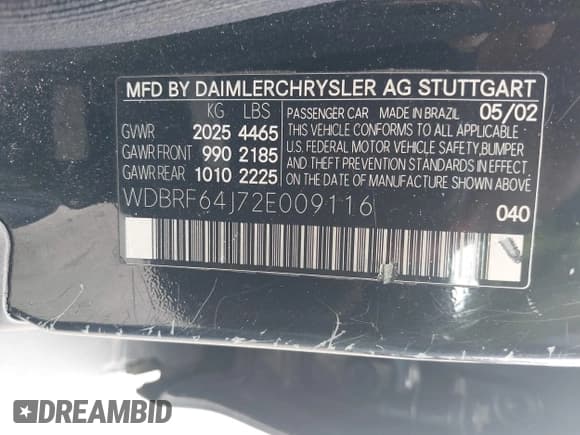 MFD BY DAIMLERCHRYSLER AG STUTTGART
KG LBS
GVWR 2025 4465
GAWR FRONT 990 2185
GAWR REAR 1010 2225
PASSENGER CAR MADE IN BRAZIL 05/02
THIS VEHICLE CONFORMS TO ALL APPLICABLE
U.S. FEDERAL MOTOR VEHICLE SAFETY, BUMPER
AND THEFT PREVENTION STANDARDS IN EFFECT
ON THE DATE OF MANUFACTURE SHOWN ABOVE
WDBRF64J72E009116
040
DREAMBID